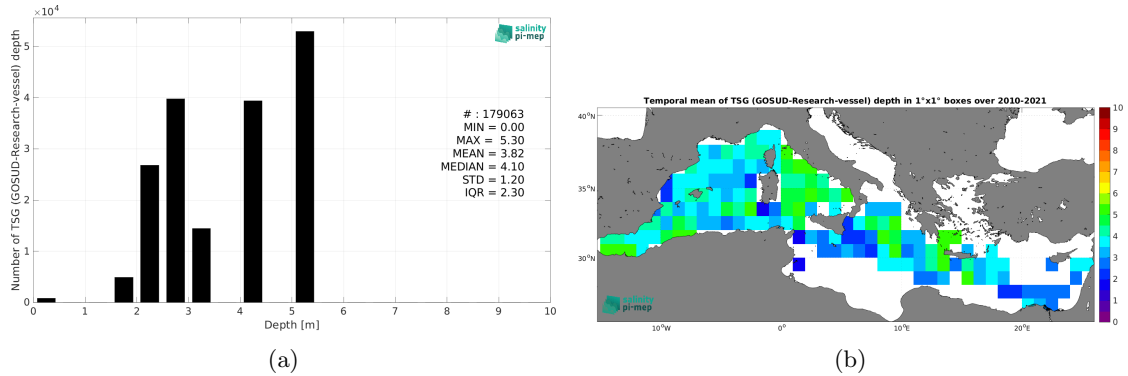 ×10⁴
salinity
pi-mep
Number of TSG (GOSUD-Research-vessel) depth
5
4
3
2
1
0
# : 179063
MIN = 0.00
MAX = 5.30
MEAN = 3.82
MEDIAN = 4.10
STD = 1.20
IQR = 2.30
0 1 2 3 4 5 6 7 8 9 10
Depth [m]
(a)
Temporal mean of TSG (GOSUD-Research-vessel) depth in 1°x1° boxes over 2010-2021
40°N
35°N
30°N
10°W 0° 10°E 20°E
salinity
pi-mep
10
9
8
7
6
5
4
3
2
1
0
(b)